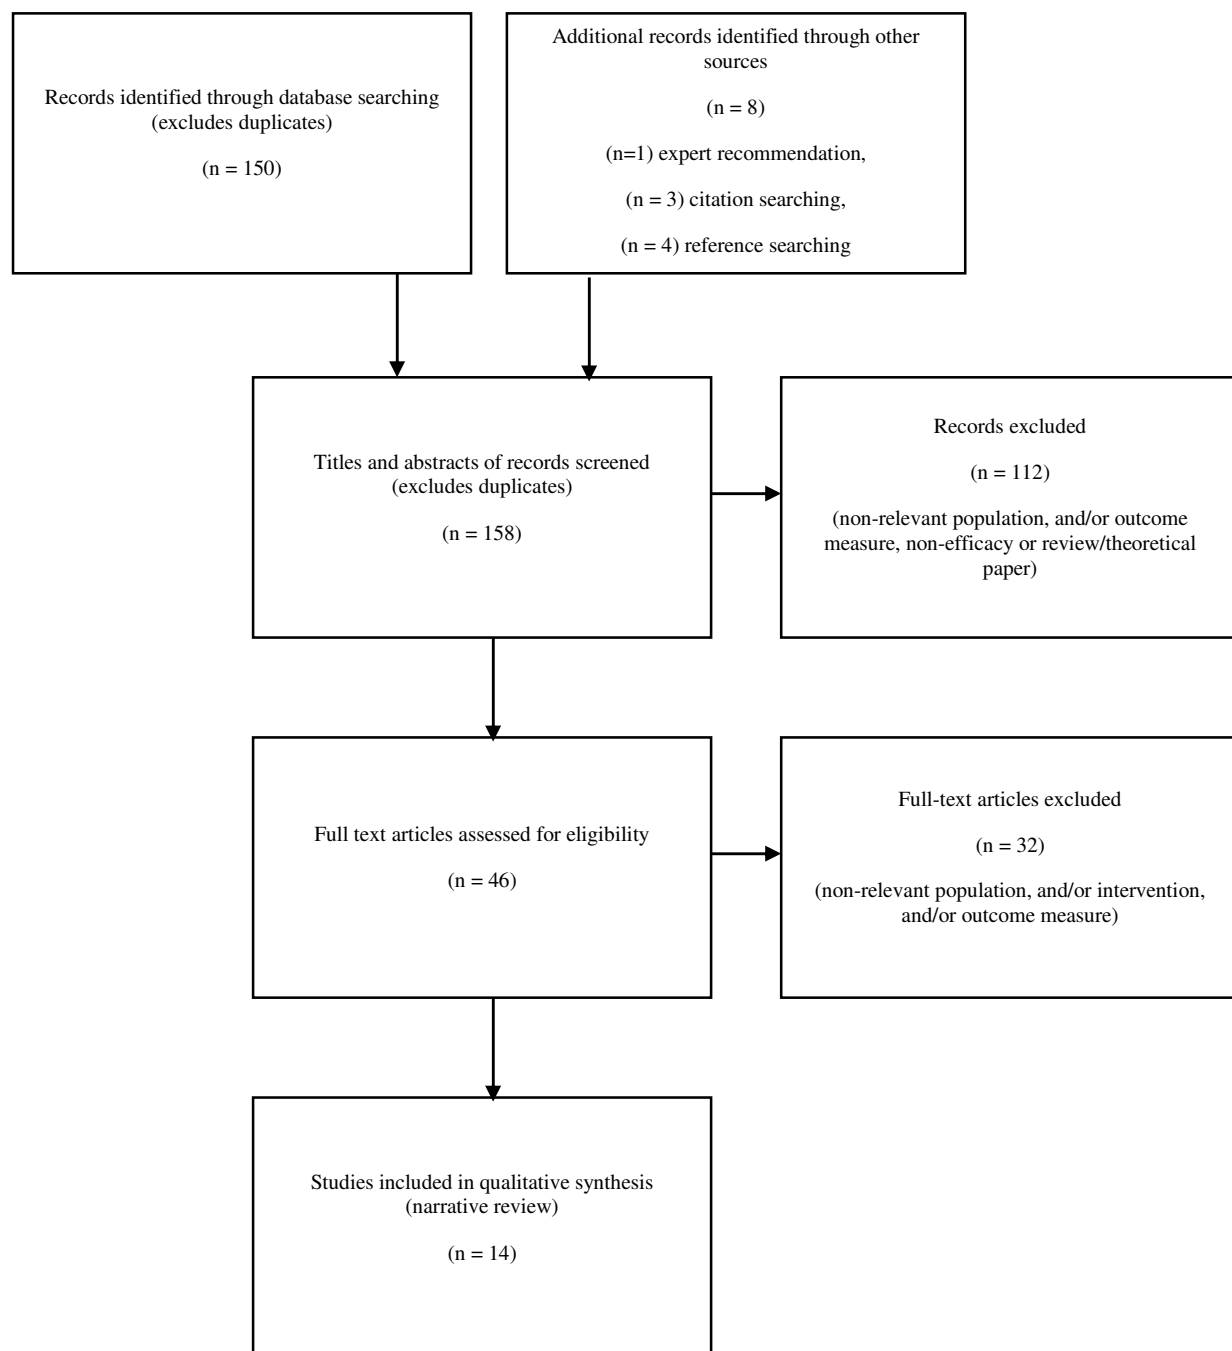 Records identified through database searching
(excludes duplicates)
(n = 150)
Additional records identified through other
sources
(n = 8)
(n=1) expert recommendation,
(n = 3) citation searching,
(n = 4) reference searching
Titles and abstracts of records screened
(excludes duplicates)
(n = 158)
Records excluded
(n = 112)
(non-relevant population, and/or outcome
measure, non-efficacy or review/theoretical
paper)
Full text articles assessed for eligibility
(n = 46)
Full-text articles excluded
(n = 32)
(non-relevant population, and/or intervention,
and/or outcome measure)
Studies included in qualitative synthesis
(narrative review)
(n = 14)